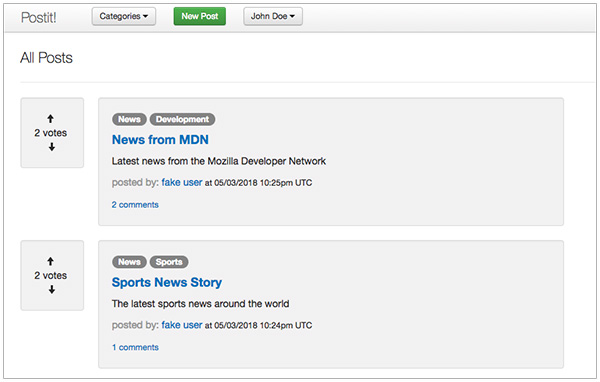 Postit! Categories New Post John Doe
All Posts
2 votes
News Development
News from MDN
Latest news from the Mozilla Developer Network
posted by: fake user at 05/03/2018 10:25pm UTC
2 comments
2 votes
News Sports
Sports News Story
The latest sports news around the world
posted by: fake user at 05/03/2018 10:24pm UTC
1 comments